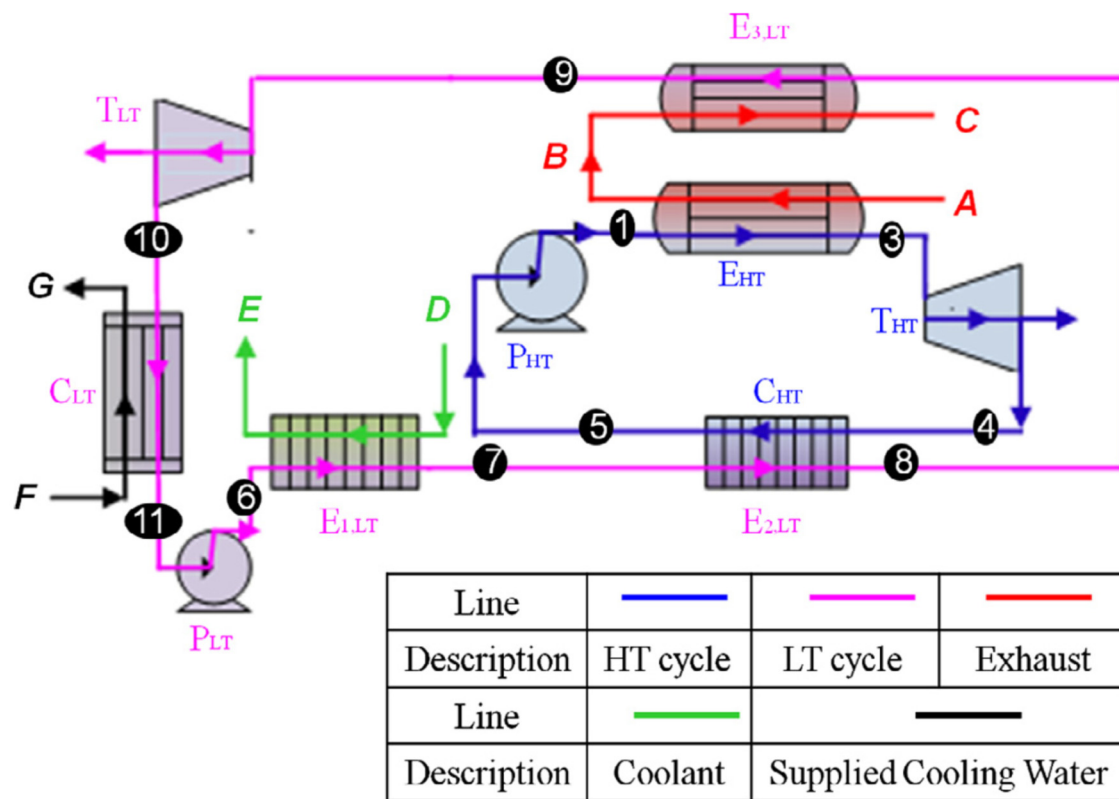 E3,LT
9
TLT
C
B
A
10
1
3
EHT
G
E
D
THT
PHT
CLT
CHT
5
4
7
8
F
6
11
E1,LT
E2,LT
PLT
Line
Description HT cycle LT cycle Exhaust
Line
Description Coolant Supplied Cooling Water